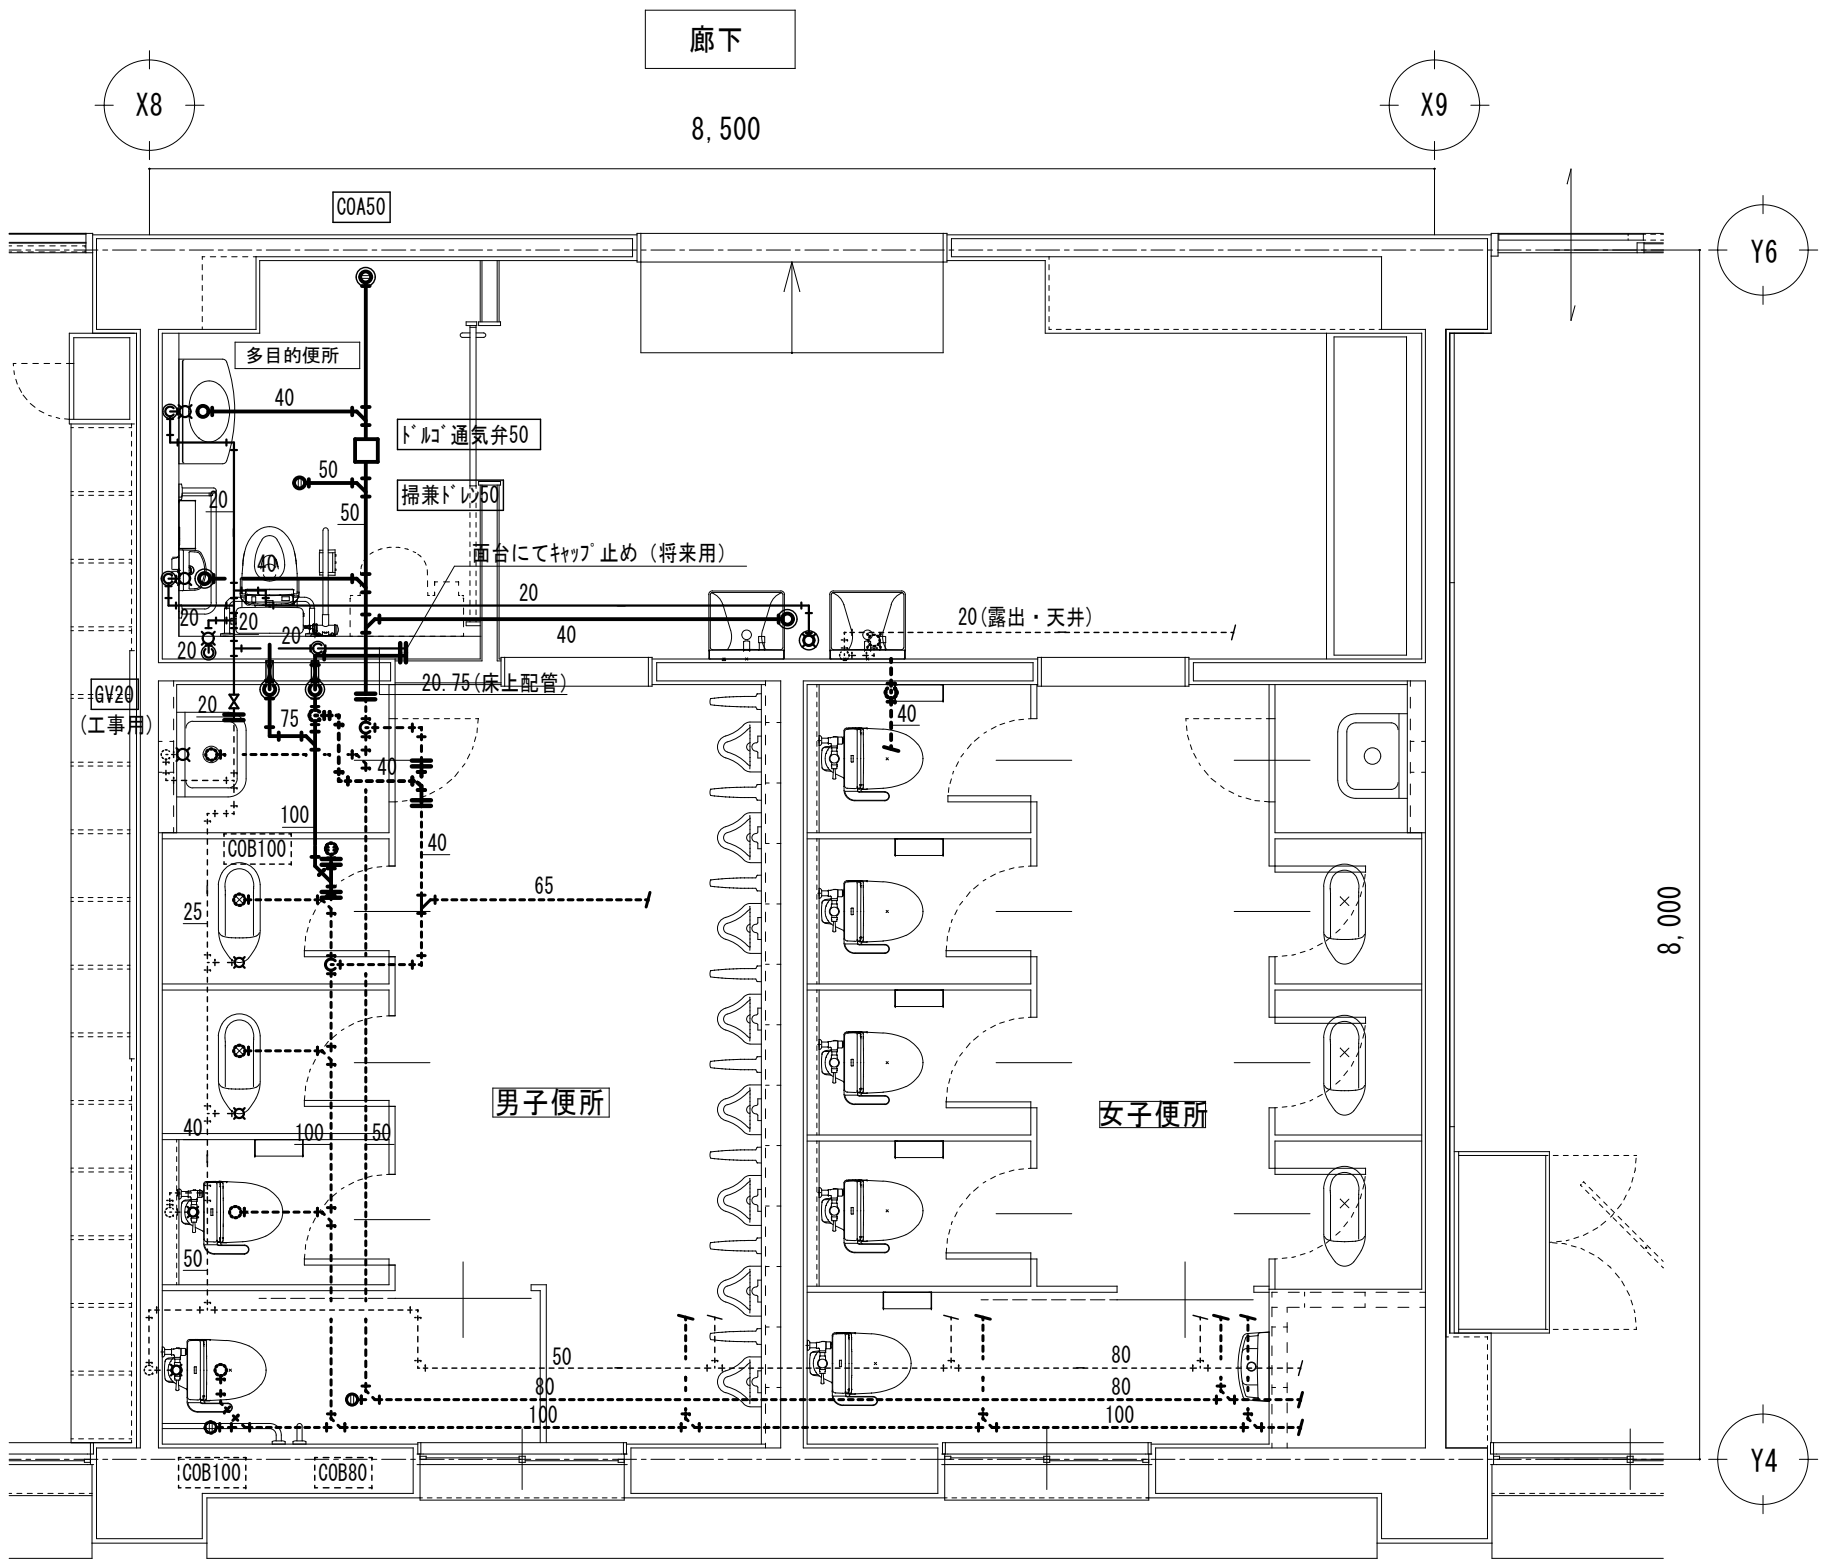 廊下
X8
X9
8,500
COA50
Y6
多目的便所
40
ドルゴ通気弁50
50
掃兼ドレン50
20
50
面台にてキャップ止め（将来用）
40
20
20(露出・天井)
20
20
20
40
20
20.75(床上配管)
GV20
(工事用)
20
75
40
40
100
40
COB100
65
25
8,000
男子便所
女子便所
40
100
50
50
50
80
80
80
100
100
COB100
COB80
Y4